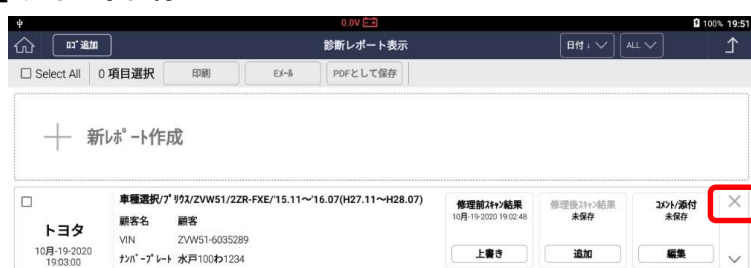 0.0V
100% 19:51
ﾛｺﾞ追加
診断レポート表示
日付↓
ALL
Select All
0 項目選択
印刷
Eﾒｰﾙ
PDFとして保存
新ﾚﾎﾟｰﾄ作成
トヨタ
10月-19-2020
19:03:00
車種選択/ﾌﾟﾘｳｽ/ZVW51/2ZR-FXE/'15.11～'16.07(H27.11～H28.07)
顧客名 顧客
VIN ZVW51-6035289
ﾅﾝﾊﾞｰﾌﾟﾚｰﾄ 水戸100わ1234
修理前ｽｷｬﾝ結果
10月-19-2020 19:02:48
上書き
修理後ｽｷｬﾝ結果
未保存
追加
ｺﾒﾝﾄ/添付
未保存
編集